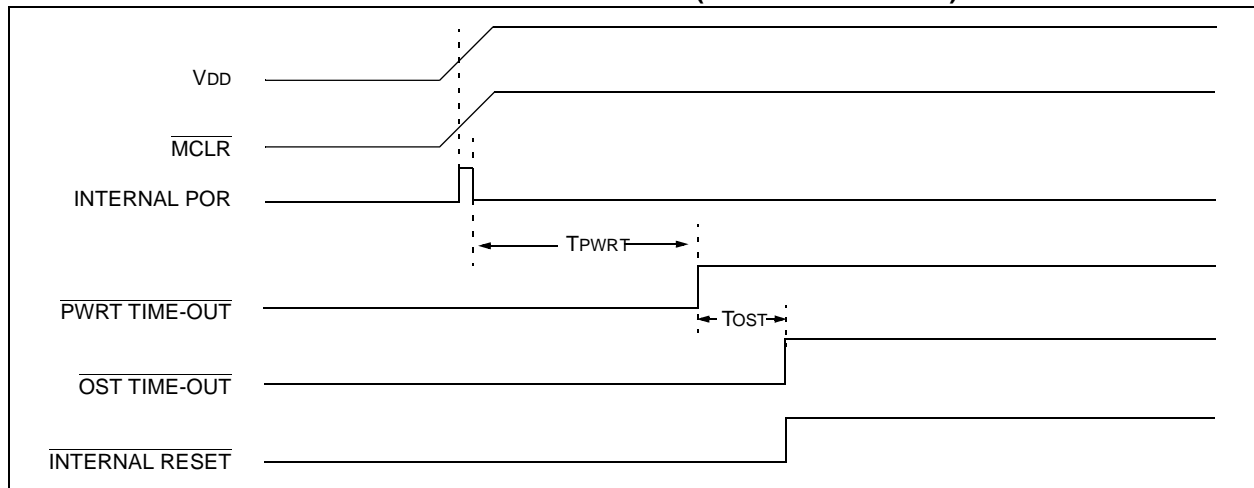 VDD
MCLR
INTERNAL POR
TPWRT
PWRT TIME-OUT
TOST
OST TIME-OUT
INTERNAL RESET